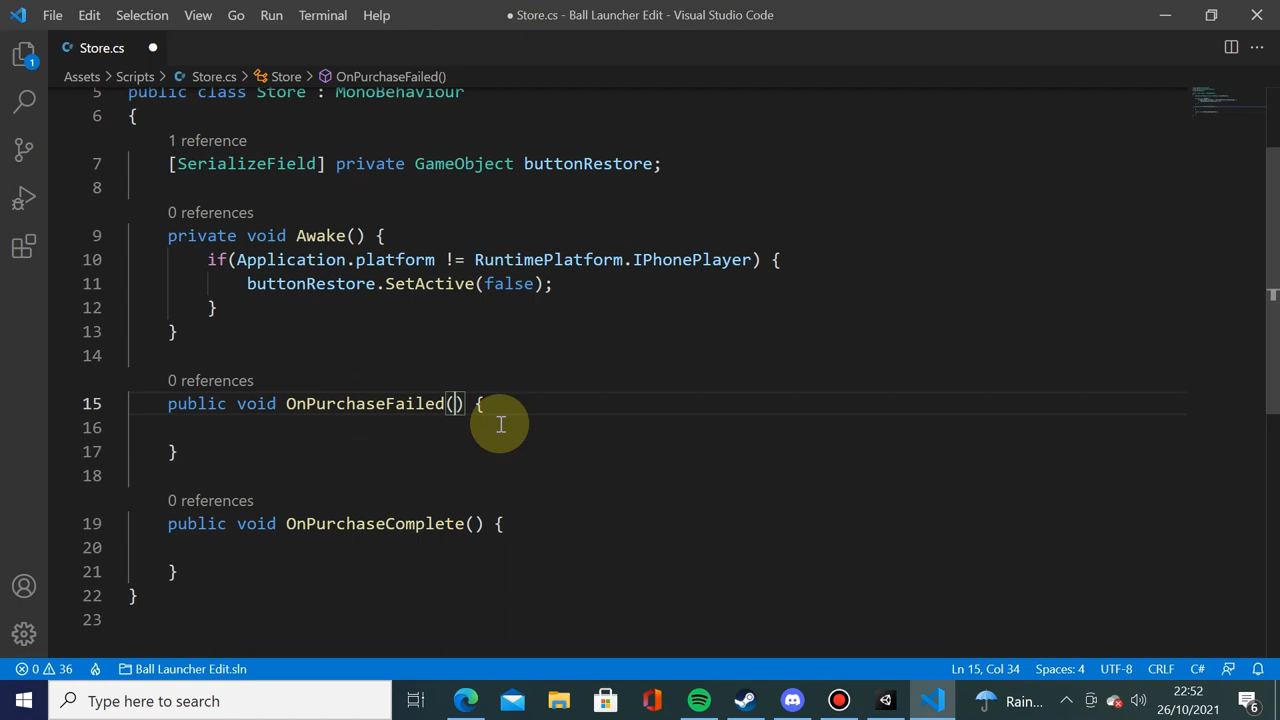 File Edit Selection View Go Run Terminal Help ● Store.cs - Ball Launcher Edit - Visual Studio Code
Store.cs
1
Assets > Scripts > Store.cs > Store > OnPurchaseFailed()
5 public class Store : MonoBehaviour
6 {
1 reference
7 [SerializeField] private GameObject buttonRestore;
8
0 references
9 private void Awake() {
10 if(Application.platform != RuntimePlatform.IPhonePlayer) {
11 buttonRestore.SetActive(false);
12 }
13 }
14
0 references
15 public void OnPurchaseFailed() {
16
17 }
18
0 references
19 public void OnPurchaseComplete() {
20
21 }
22 }
23
0 36 Ball Launcher Edit.sln Ln 15, Col 34 Spaces: 4 UTF-8 CRLF C#
Type here to search Rain... 22:52
26/10/2021 6